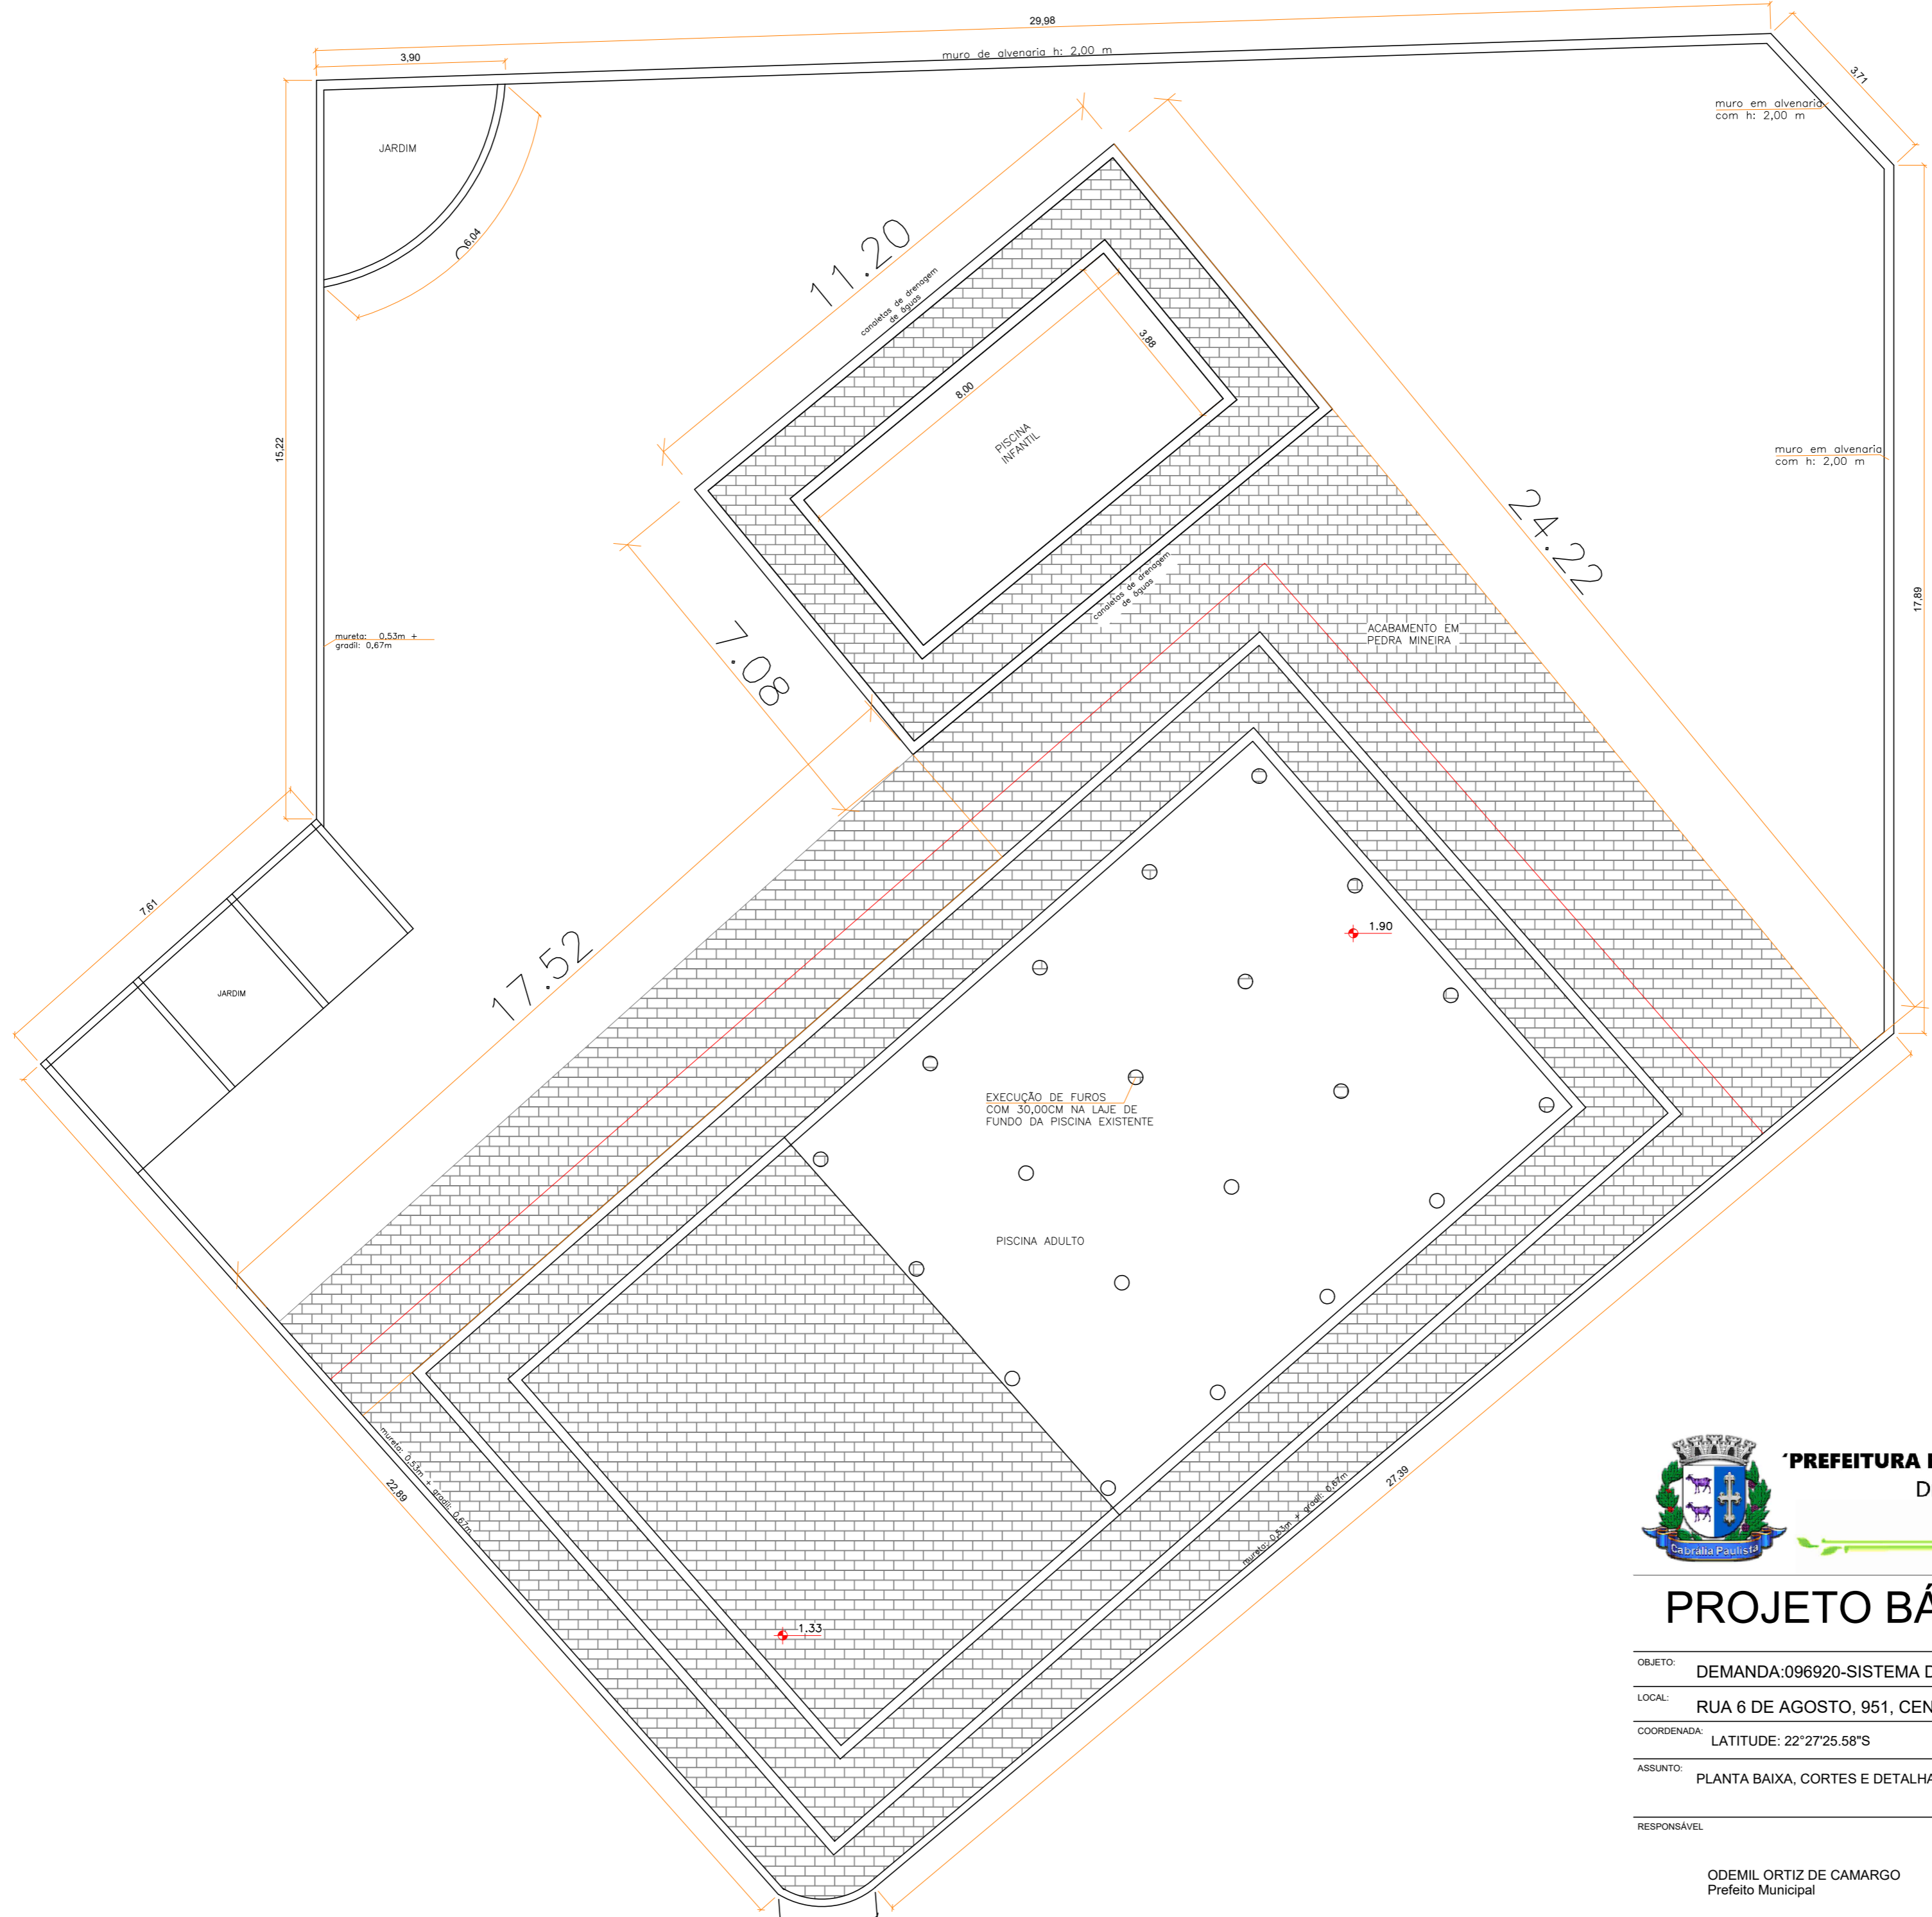 29,98
muro de alvenaria h: 2,00 m
3,90
3,71
muro em alvenaria
com h: 2,00 m
JARDIM
6,04
11.20
canaletas de drenagem
de águas
3,88
8,00
PISCINA
INFANTIL
15,22
muro em alvenaria
com h: 2,00 m
24.22
17,89
canaletas de drenagem
de águas
mureta: 0,53m +
gradil: 0,67m
ACABAMENTO EM
PEDRA MINEIRA
7.08
7,61
17.52
1.90
JARDIM
EXECUÇÃO DE FUROS
COM 30,00CM NA LAJE DE
FUNDO DA PISCINA EXISTENTE
PISCINA ADULTO
mureta: 0,53m + gradil: 0,67m
22,89
mureta: 0,53m + gradil: 0,67m
27,39
1.33
Cabrália Paulista
PREFEITURA
D
PROJETO BÁ
OBJETO:
DEMANDA:096920-SISTEMA D
LOCAL:
RUA 6 DE AGOSTO, 951, CEN
COORDENADA:
LATITUDE: 22°27'25.58"S
ASSUNTO:
PLANTA BAIXA, CORTES E DETALHA
RESPONSÁVEL
ODEMIL ORTIZ DE CAMARGO
Prefeito Municipal